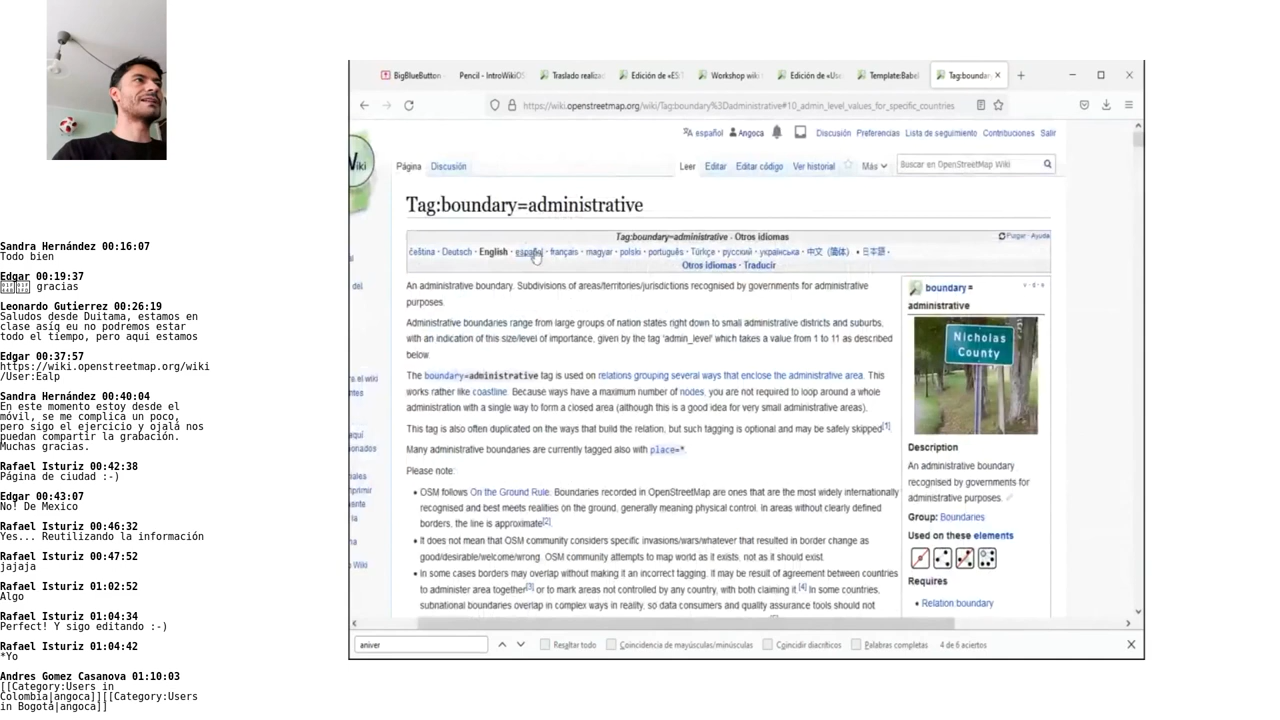 Sandra Hernández 00:16:07
Todo bien
Edgar 00:19:37
gracias
Leonardo Gutierrez 00:26:19
Saludos desde Duitama, estamos en
clase asíq eu no podremos estar
todo el tiempo, pero aqui estamos
Edgar 00:37:57
https://wiki.openstreetmap.org/wiki
/User:Ealp
Sandra Hernández 00:40:04
En este momento estoy desde el
móvil, se me complica un poco,
pero sigo el ejercicio y ojalá nos
puedan compartir la grabación.
Muchas gracias.
Rafael Isturiz 00:42:38
Página de ciudad :-)
Edgar 00:43:07
No! De Mexico
Rafael Isturiz 00:46:32
Yes... Reutilizando la información
Rafael Isturiz 00:47:52
jajaja
Rafael Isturiz 01:02:52
Algo
Rafael Isturiz 01:04:34
Perfect! Y sigo editando :-)
Rafael Isturiz 01:04:42
*Yo
Andres Gomez Casanova 01:10:03
[[Category:Users in
Colombia|angoca]][[Category:Users
in Bogotá|angoca]]
BigBlueButton
Pencil - IntroWikiOS
Traslado realizad
Edición de «ES:
Workshop wiki
Edición de «Use
Template:Babel
Tag:boundar
https://wiki.openstreetmap.org/wiki/Tag:boundary%3Dadministrative#10_admin_level_values_for_specific_countries
español Angoca Discusión Preferencias Lista de seguimiento Contribuciones Salir
Wiki
Página Discusión Leer Editar Editar código Ver historial Más Buscar en OpenStreetMap Wiki
Tag:boundary=administrative
Tag:boundary=administrative · Otros idiomas Purgar · Ayuda
čeština · Deutsch · English · español · français · magyar · polski · português · Türkçe · русский · українська · 中文 (简体) · 日本語 ·
Otros idiomas · Traducir
An administrative boundary. Subdivisions of areas/territories/jurisdictions recognised by governments for administrative
purposes.
Administrative boundaries range from large groups of nation states right down to small administrative districts and suburbs,
with an indication of this size/level of importance, given by the tag 'admin_level' which takes a value from 1 to 11 as described
below.
The boundary=administrative tag is used on relations grouping several ways that enclose the administrative area. This
works rather like coastline. Because ways have a maximum number of nodes, you are not required to loop around a whole
administration with a single way to form a closed area (although this is a good idea for very small administrative areas).
This tag is also often duplicated on the ways that build the relation, but such tagging is optional and may be safely skipped[1].
Many administrative boundaries are currently tagged also with place=*.
Please note:
• OSM follows On the Ground Rule. Boundaries recorded in OpenStreetMap are ones that are the most widely internationally
recognised and best meets realities on the ground, generally meaning physical control. In areas without clearly defined
borders, the line is approximate[2].
• It does not mean that OSM community considers specific invasions/wars/whatever that resulted in border change as
good/desirable/welcome/wrong. OSM community attempts to map world as it exists, not as it should exist.
• In some cases borders may overlap without making it an incorrect tagging. It may be result of agreement between countries
to administer area together[3] or to mark areas not controlled by any country, with both claiming it.[4] In some countries,
subnational boundaries overlap in complex ways in reality, so data consumers and quality assurance tools should not
boundary =
administrative
v · d · e
Nicholas
County
Description
An administrative boundary
recognised by governments for
administrative purposes.
Group: Boundaries
Used on these elements
Requires
• Relation boundary
aniver
Resaltar todo
Coincidencia de mayúsculas/minúsculas
Coincidir diacríticos
Palabras completas
4 de 6 aciertos